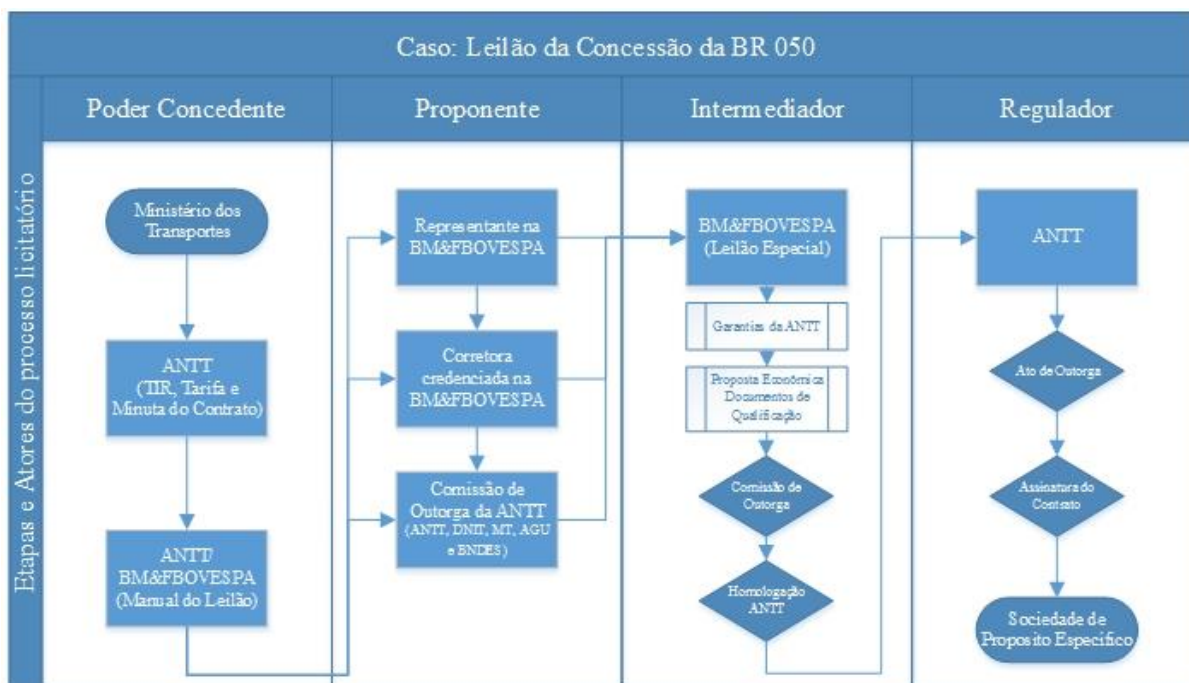 Caso: Leilão da Concessão da BR 050
Etapas e Atores do processo licitatório
Poder Concedente
Proponente
Intermediador
Regulador
Ministério dos
Transportes
ANTT
(TIR, Tarifa e
Minuta do Contrato)
ANTT/
BM&FBOVESPA
(Manual do Leilão)
Representante na
BM&FBOVESPA
Corretora
credenciada na
BM&FBOVESPA
Comissão de
Outorga da ANTT
(ANTT, DNIT, MT, AGU
e BNDES)
BM&FBOVESPA
(Leilão Especial)
Garantias da ANTT
Proposta Econômica
Documentos de
Qualificação
Comissão de
Outorga
Homologação
ANTT
ANTT
Ato de Outorga
Assinatura do
Contrato
Sociedade de
Proposito Específico